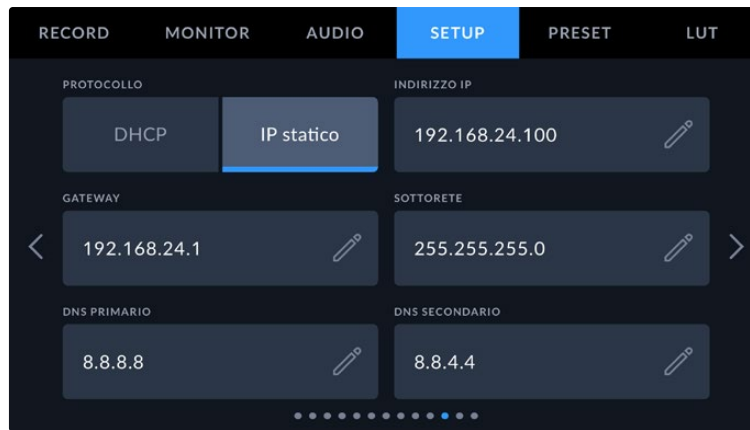 RECORD MONITOR AUDIO SETUP PRESET LUT
PROTOCOLLO INDIRIZZO IP
DHCP IP statico 192.168.24.100
GATEWAY SOTTORETE
192.168.24.1 255.255.255.0
DNS PRIMARIO DNS SECONDARIO
8.8.8.8 8.8.4.4